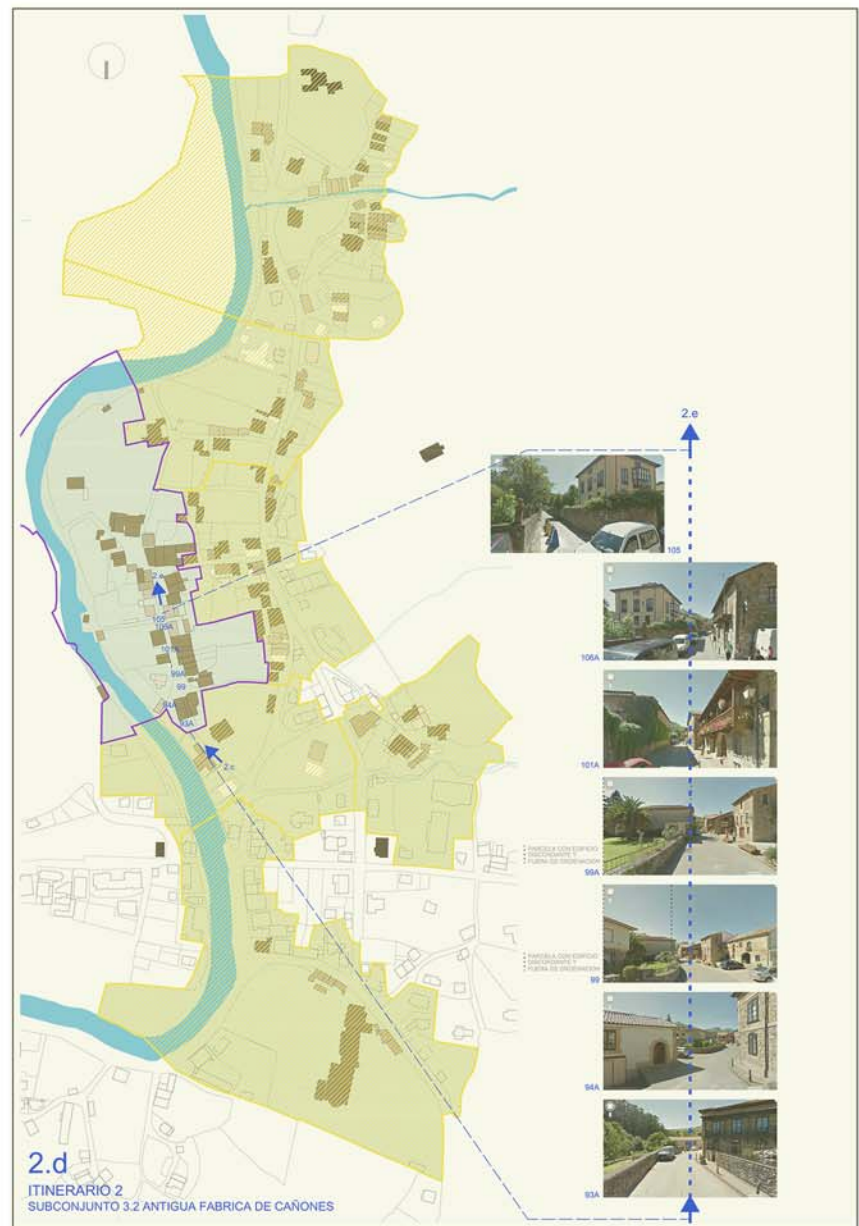 2.e
105
106A
101A
PARCELA CON EDIFICIO
DISCORDANTE Y
FUERA DE ORDENACIÓN
99A
PARCELA CON EDIFICIO
DISCORDANTE Y
FUERA DE ORDENACIÓN
99
94A
93A
2.e
105
106A
101A
99A
99
94A
93A
2.c
2.d
ITINERARIO 2
SUBCONJUNTO 3.2 ANTIGUA FABRICA DE CAÑONES